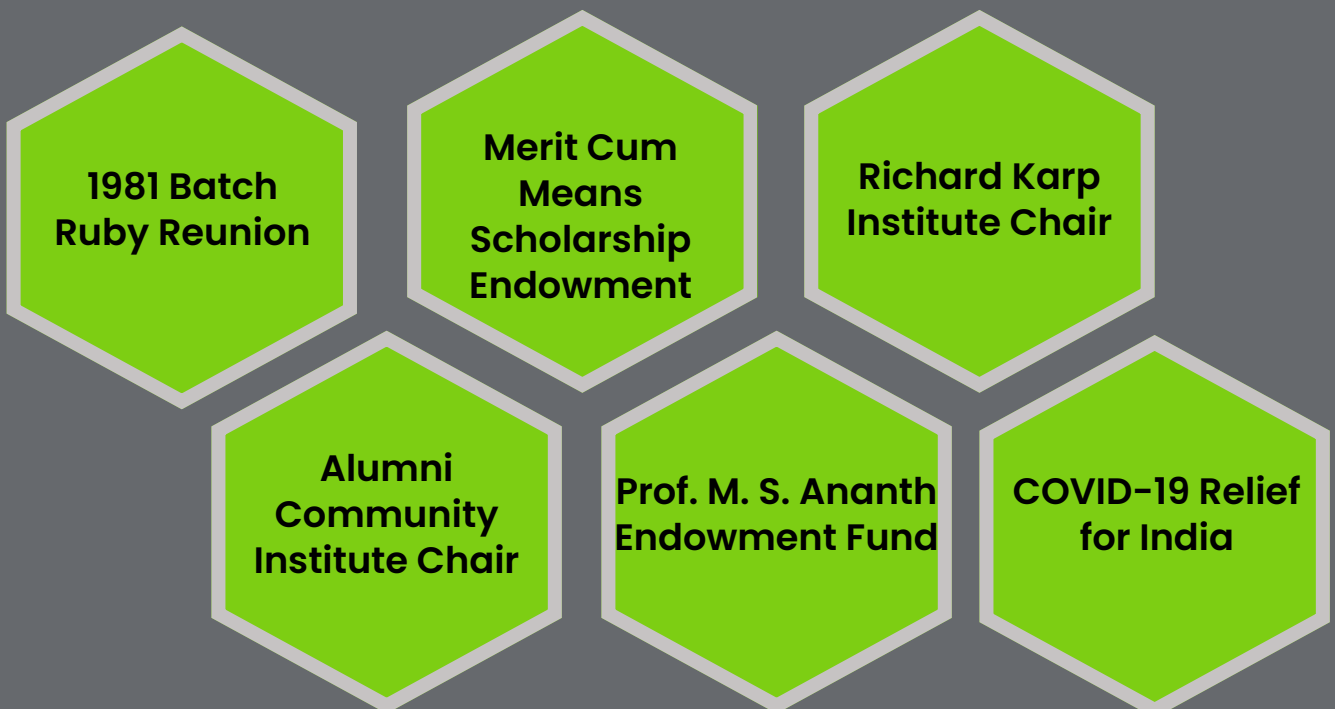 1981 Batch
Ruby Reunion
Merit Cum
Means
Scholarship
Endowment
Richard Karp
Institute Chair
Alumni
Community
Institute Chair
Prof. M. S. Ananth
Endowment Fund
COVID-19 Relief
for India